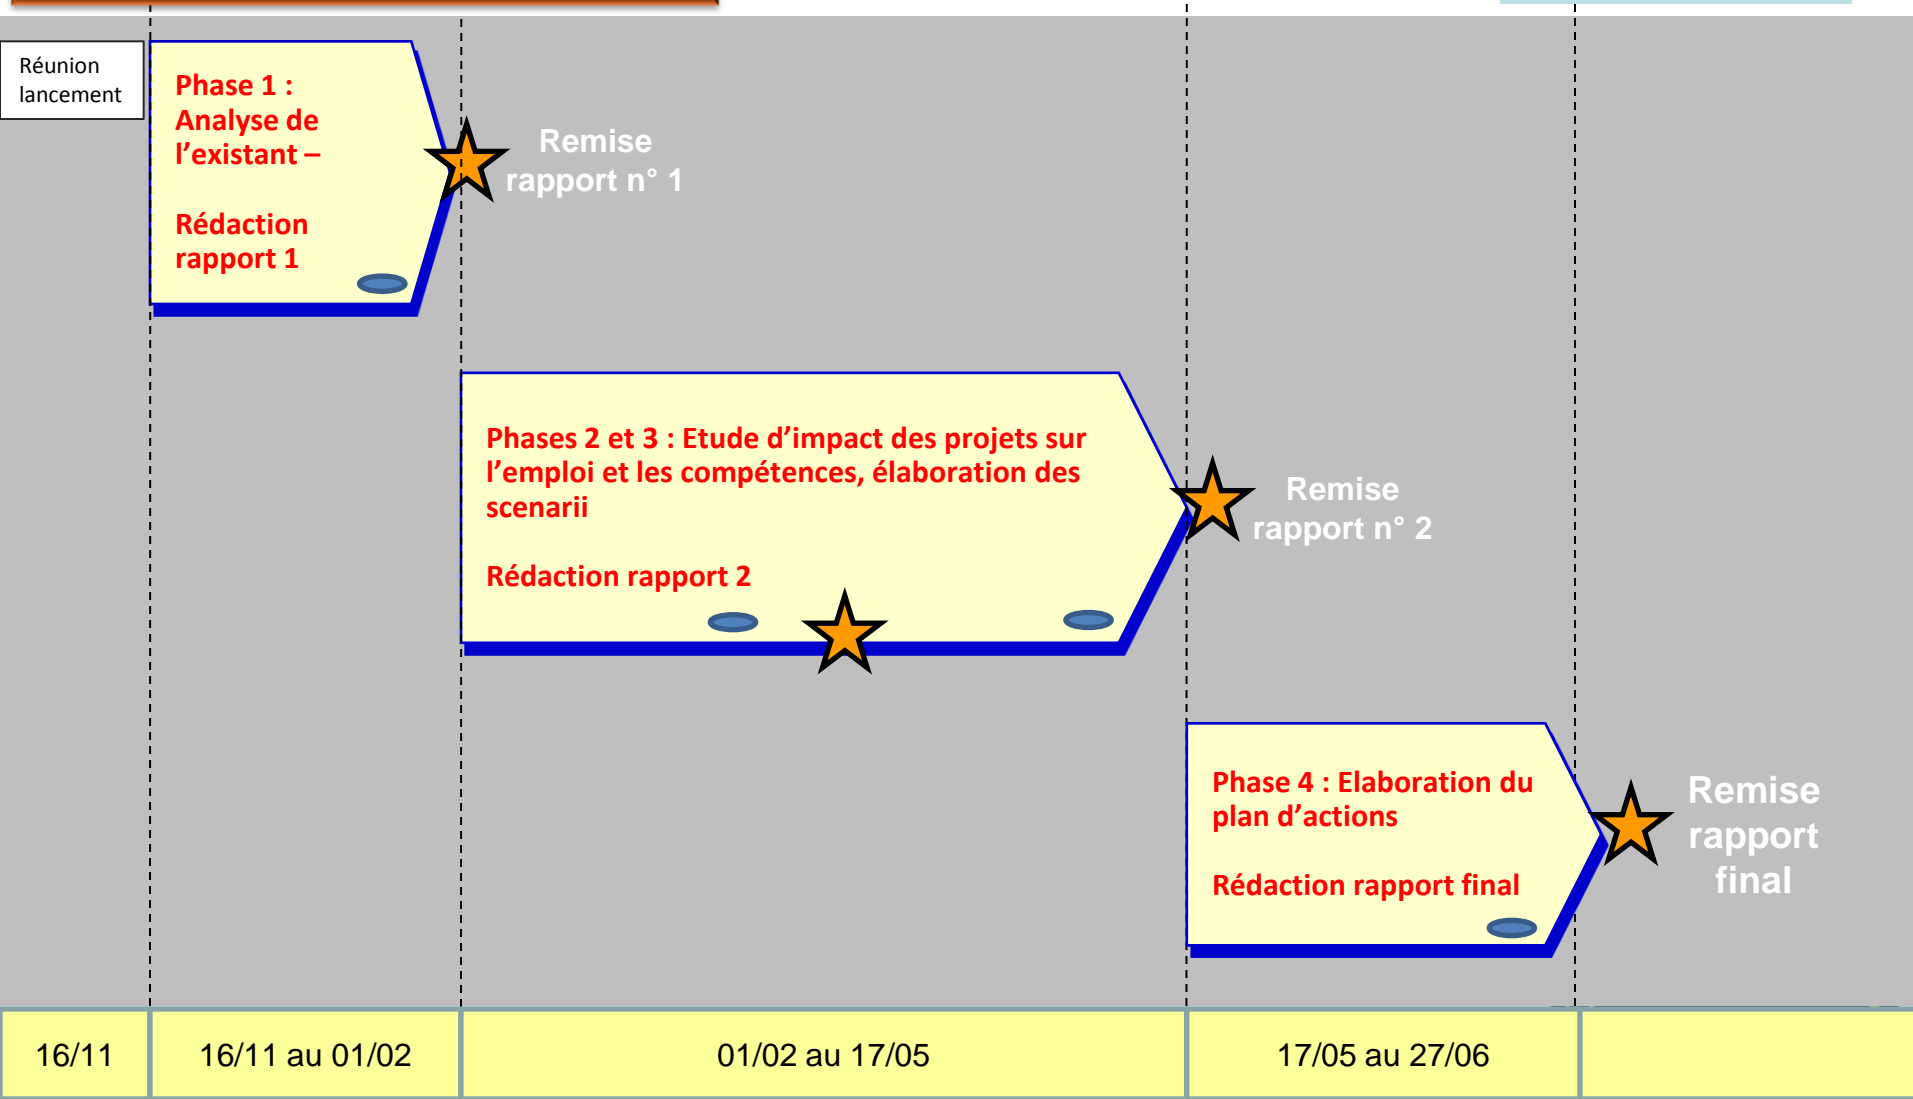 Réunion
lancement
Phase 1 :
Analyse de
l’existant –
Rédaction
rapport 1
Remise
rapport n° 1
Phases 2 et 3 : Etude d’impact des projets sur
l’emploi et les compétences, élaboration des
scenarii
Rédaction rapport 2
Remise
rapport n° 2
Phase 4 : Elaboration du
plan d’actions
Rédaction rapport final
Remise
rapport
final
16/11
16/11 au 01/02
01/02 au 17/05
17/05 au 27/06